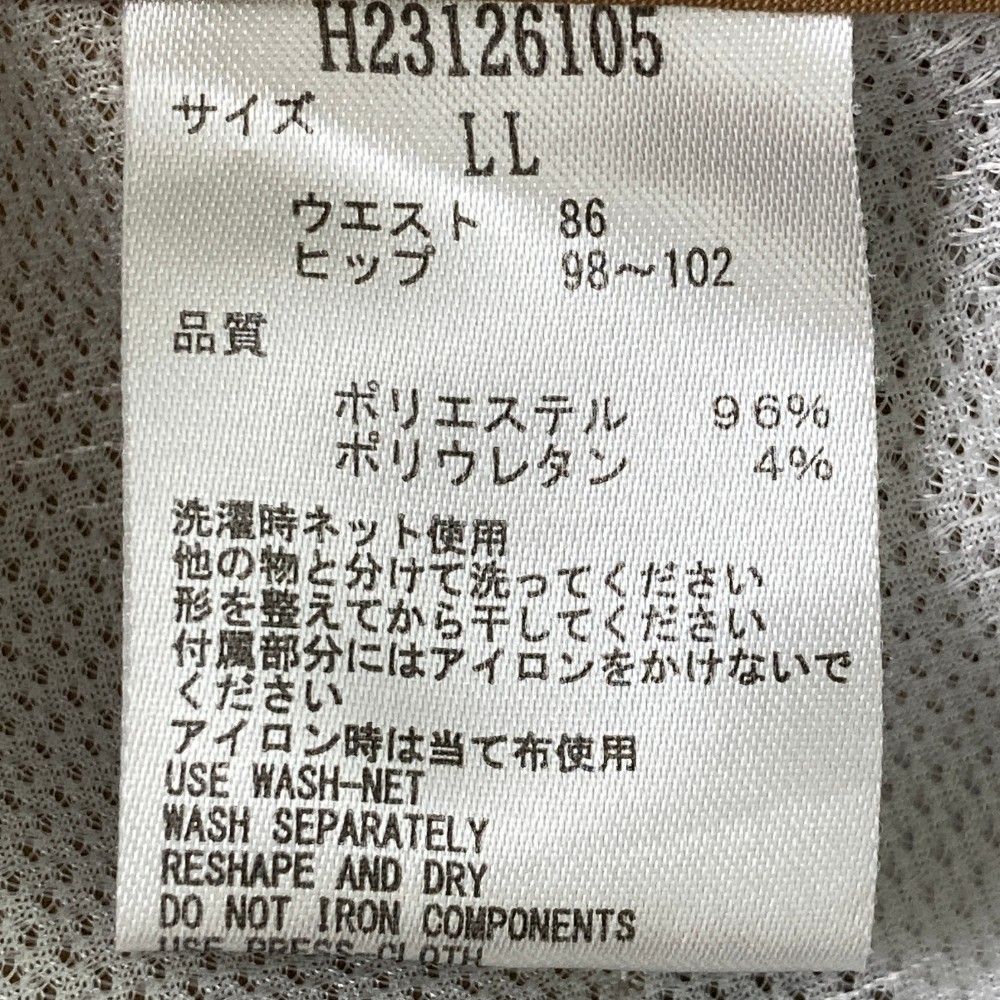 H23126105
サイズ LL
ウエスト 86
ヒップ 98～102
品質
ポリエステル 96%
ポリウレタン 4%
洗濯時ネット使用
他の物と分けて洗ってください
形を整えてから干してください
付属部分にはアイロンをかけないで
ください
アイロン時は当て布使用
USE WASH-NET
WASH SEPARATELY
RESHAPE AND DRY
DO NOT IRON COMPONENTS
USE PRESS CLOTH